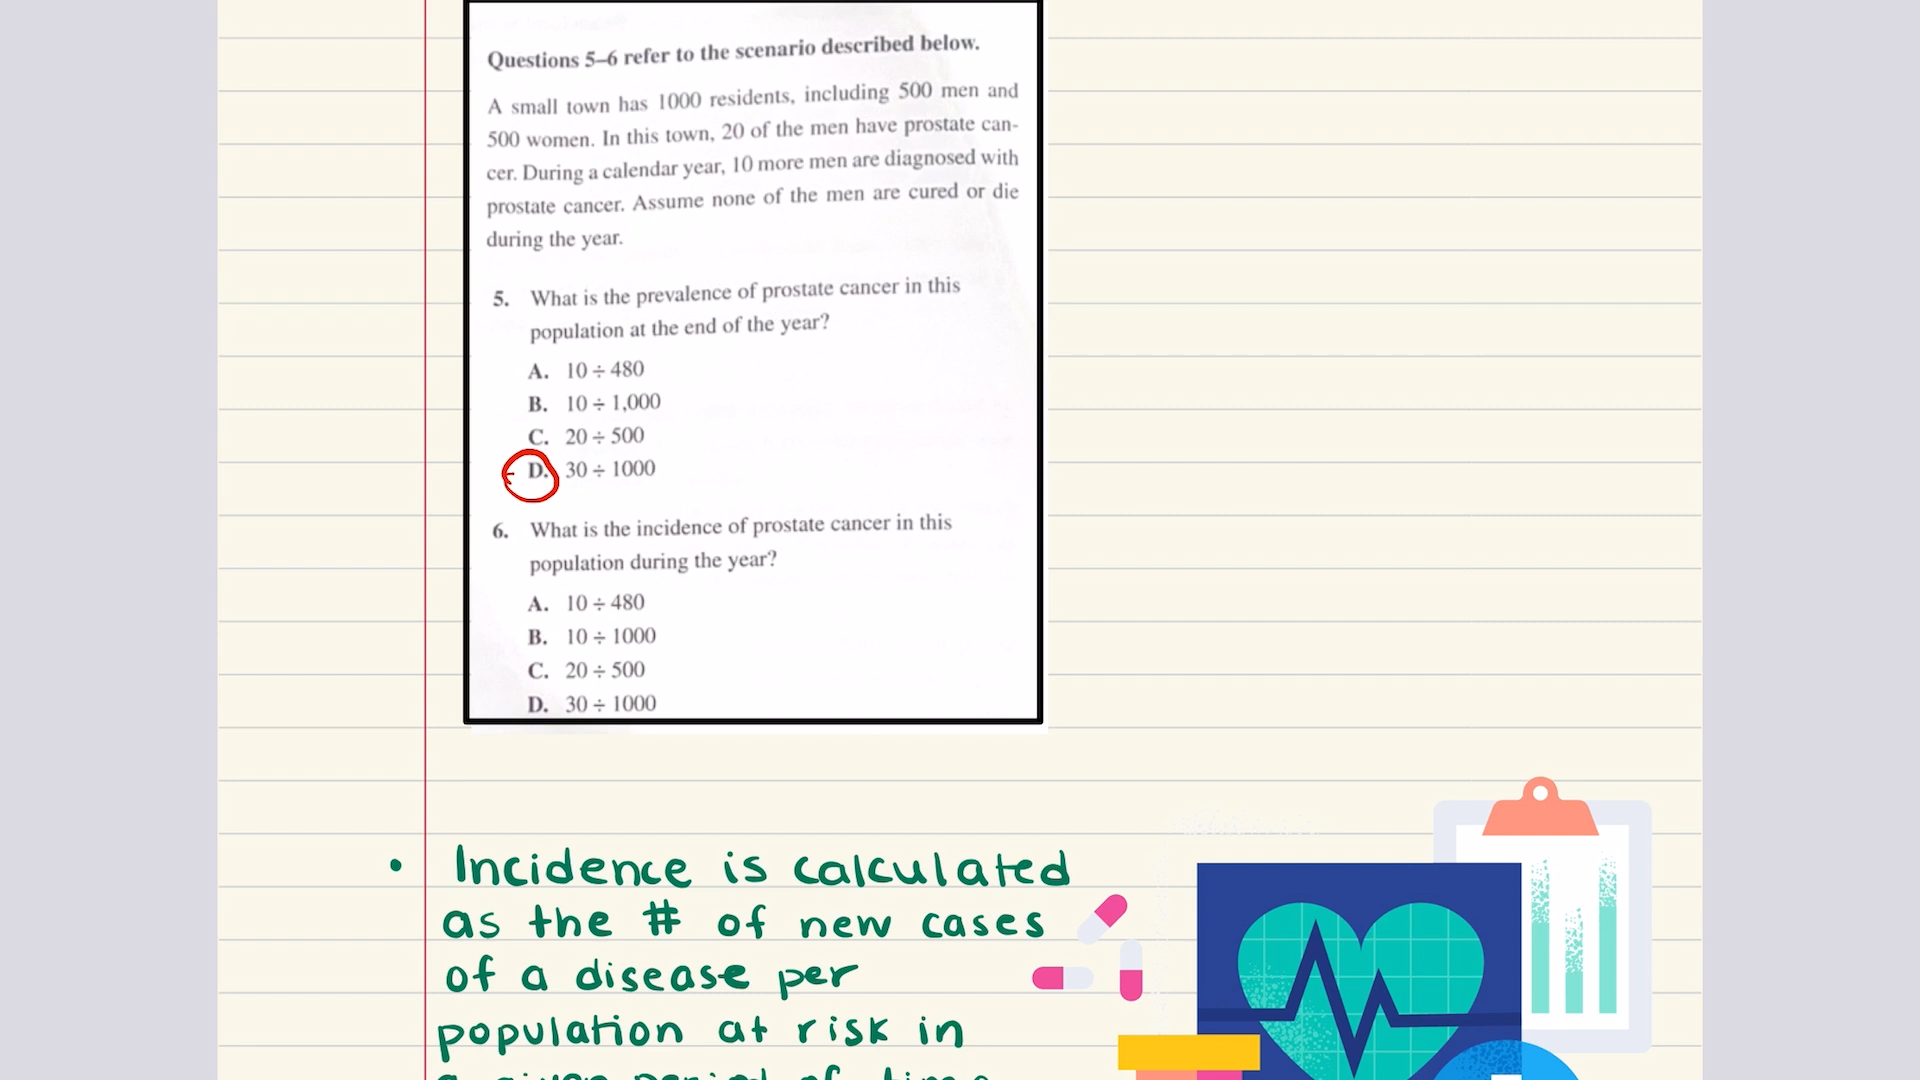 Questions 5–6 refer to the scenario described below.
A small town has 1000 residents, including 500 men and
500 women. In this town, 20 of the men have prostate can-
cer. During a calendar year, 10 more men are diagnosed with
prostate cancer. Assume none of the men are cured or die
during the year.
5. What is the prevalence of prostate cancer in this
population at the end of the year?
A. 10 ÷ 480
B. 10 ÷ 1,000
C. 20 ÷ 500
D. 30 ÷ 1000
6. What is the incidence of prostate cancer in this
population during the year?
A. 10 ÷ 480
B. 10 ÷ 1000
C. 20 ÷ 500
D. 30 ÷ 1000
• Incidence is calculated
as the # of new cases
of a disease per
population at risk in
a given period of time